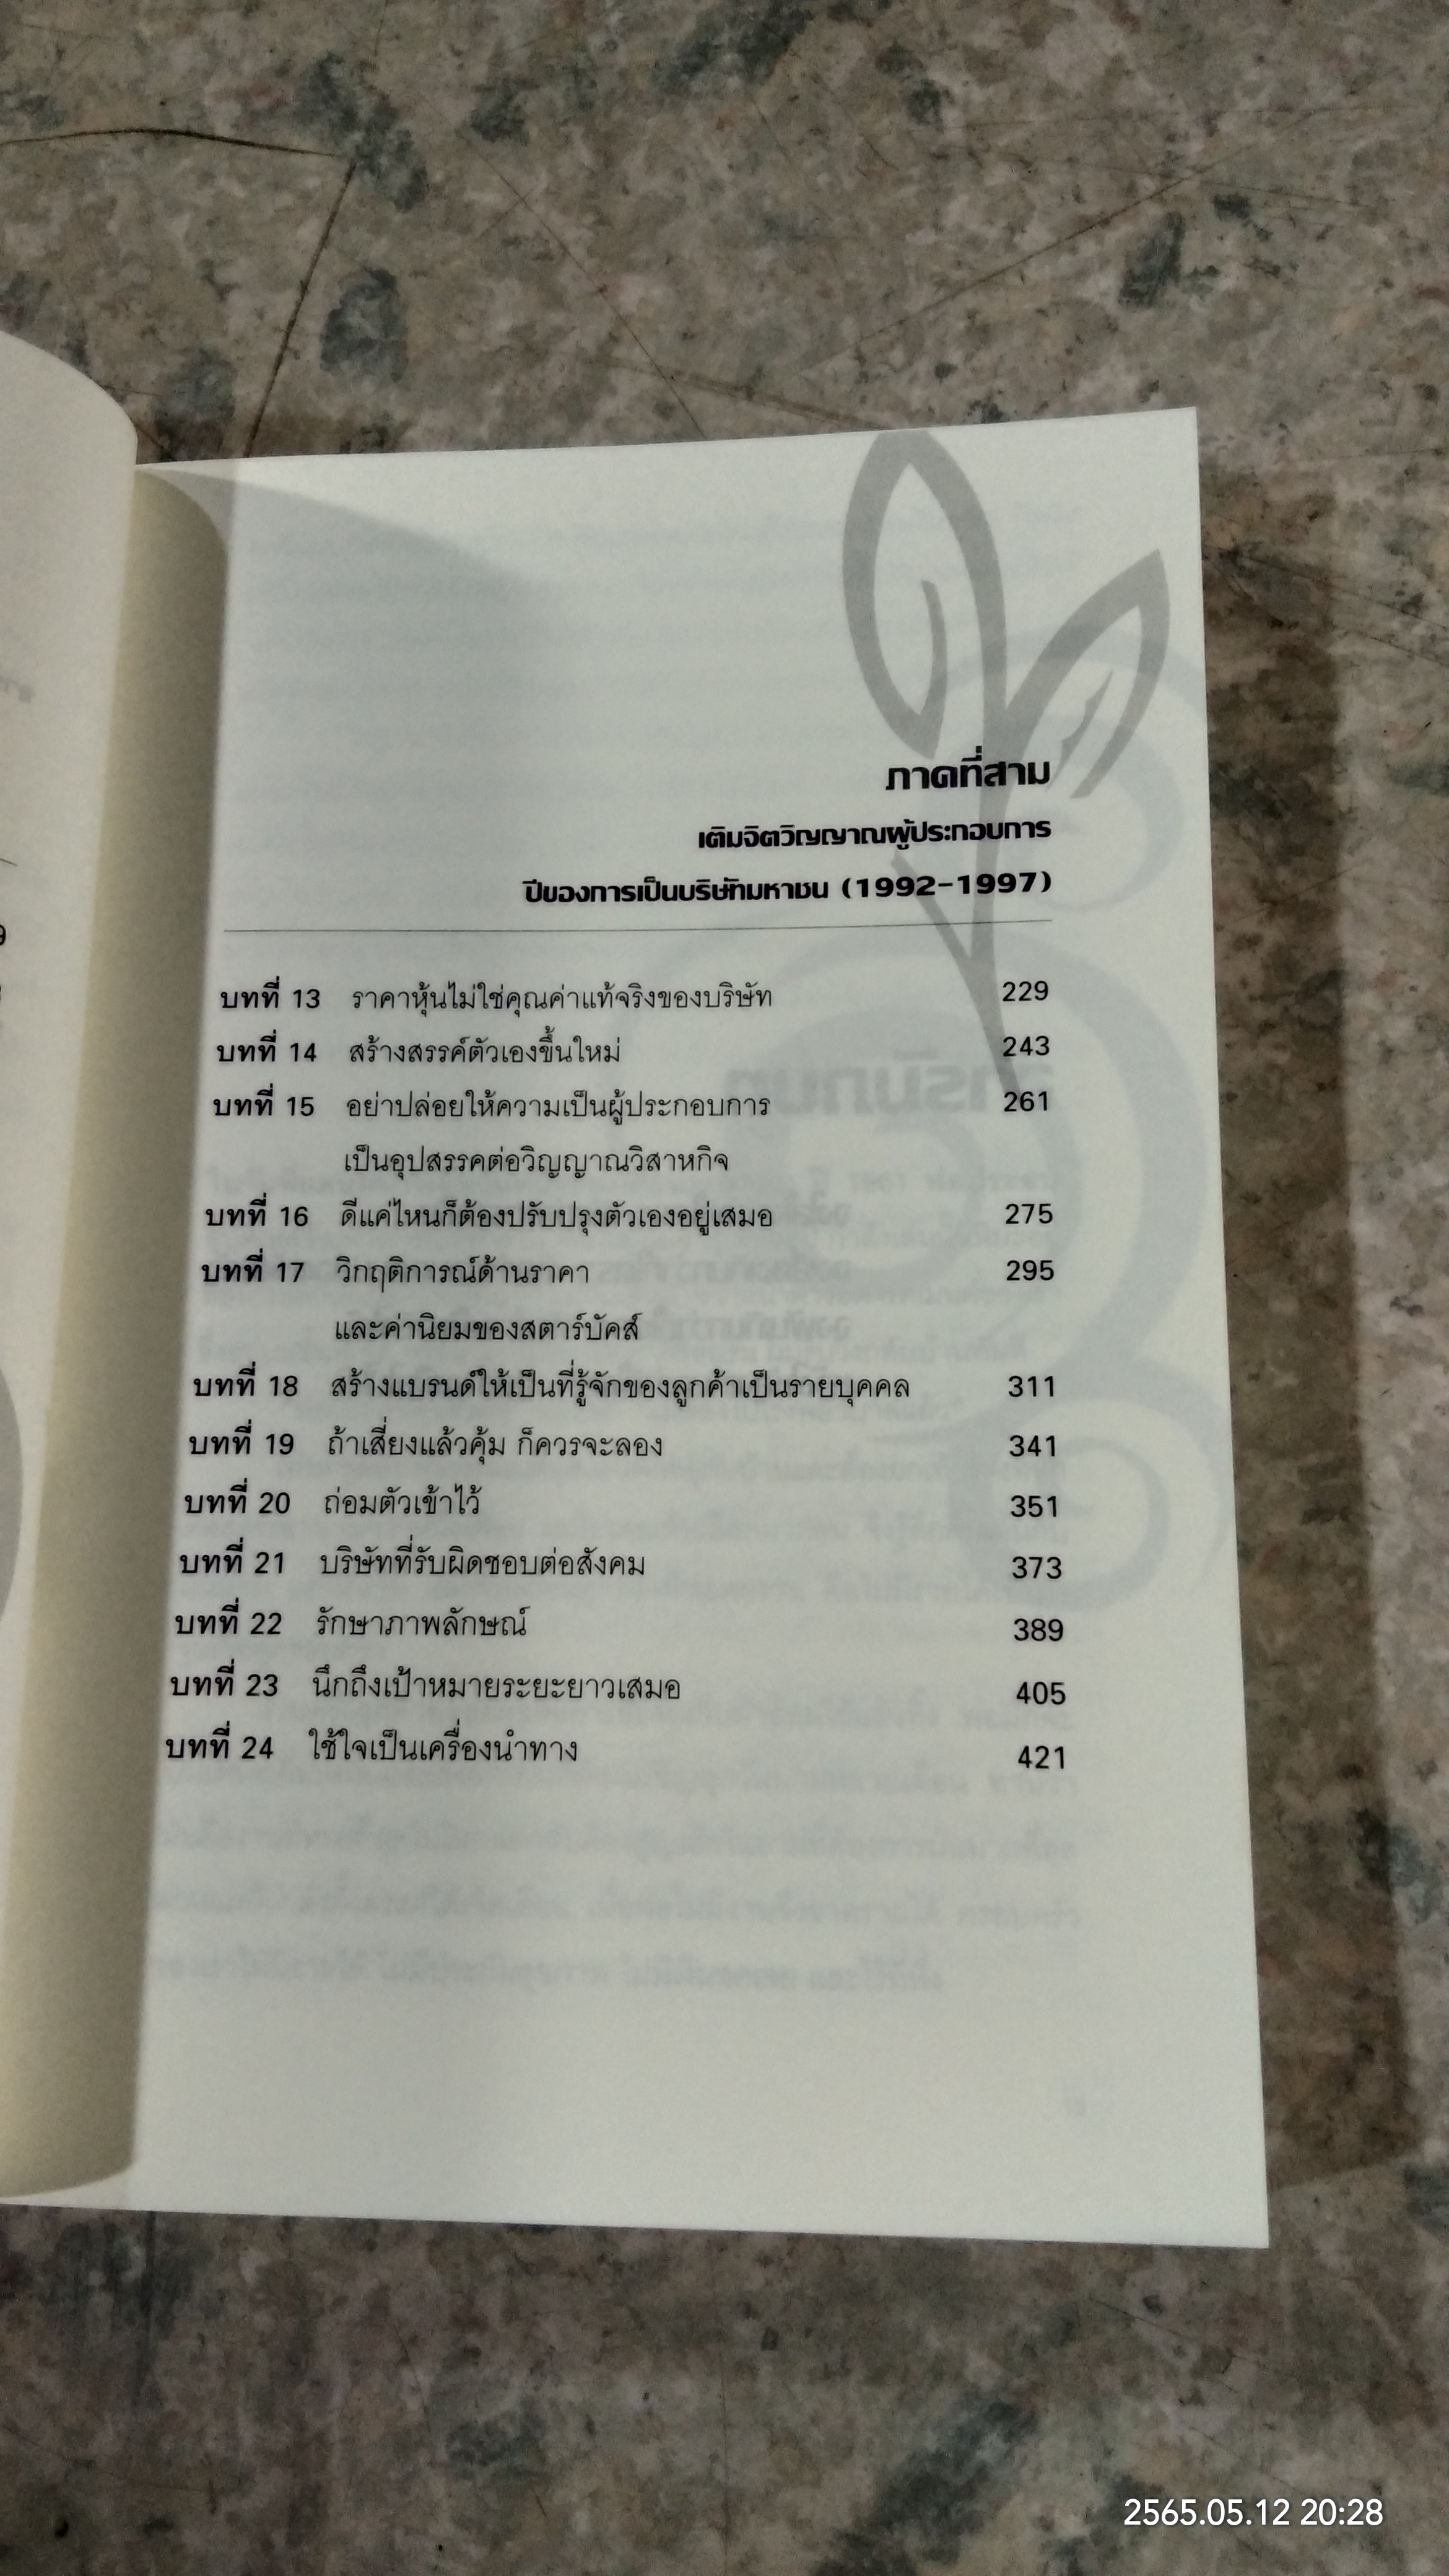 ภาคที่สาม
เติมจิตวิญญาณผู้ประกอบการ
ปีของการเป็นบริษัทมหาชน (1992-1997)
บทที่ 13 ราคาหุ้นไม่ใช่คุณค่าแท้จริงของบริษัท 229
บทที่ 14 สร้างสรรค์ตัวเองขึ้นใหม่ 243
บทที่ 15 อย่าปล่อยให้ความเป็นผู้ประกอบการ 261
เป็นอุปสรรคต่อวิญญาณวิสาหกิจ
บทที่ 16 ดีแค่ไหนก็ต้องปรับปรุงตัวเองอยู่เสมอ 275
บทที่ 17 วิกฤติการณ์ด้านราคา 295
และค่านิยมของสตาร์บัคส์
บทที่ 18 สร้างแบรนด์ให้เป็นที่รู้จักของลูกค้าเป็นรายบุคคล 311
บทที่ 19 ถ้าเสี่ยงแล้วคุ้ม ก็ควรจะลอง 341
บทที่ 20 ถ่อมตัวเข้าไว้ 351
บทที่ 21 บริษัทที่รับผิดชอบต่อสังคม 373
บทที่ 22 รักษาภาพลักษณ์ 389
บทที่ 23 นึกถึงเป้าหมายระยะยาวเสมอ 405
บทที่ 24 ใช้ใจเป็นเครื่องนำทาง 421
2565.05.12 20:28